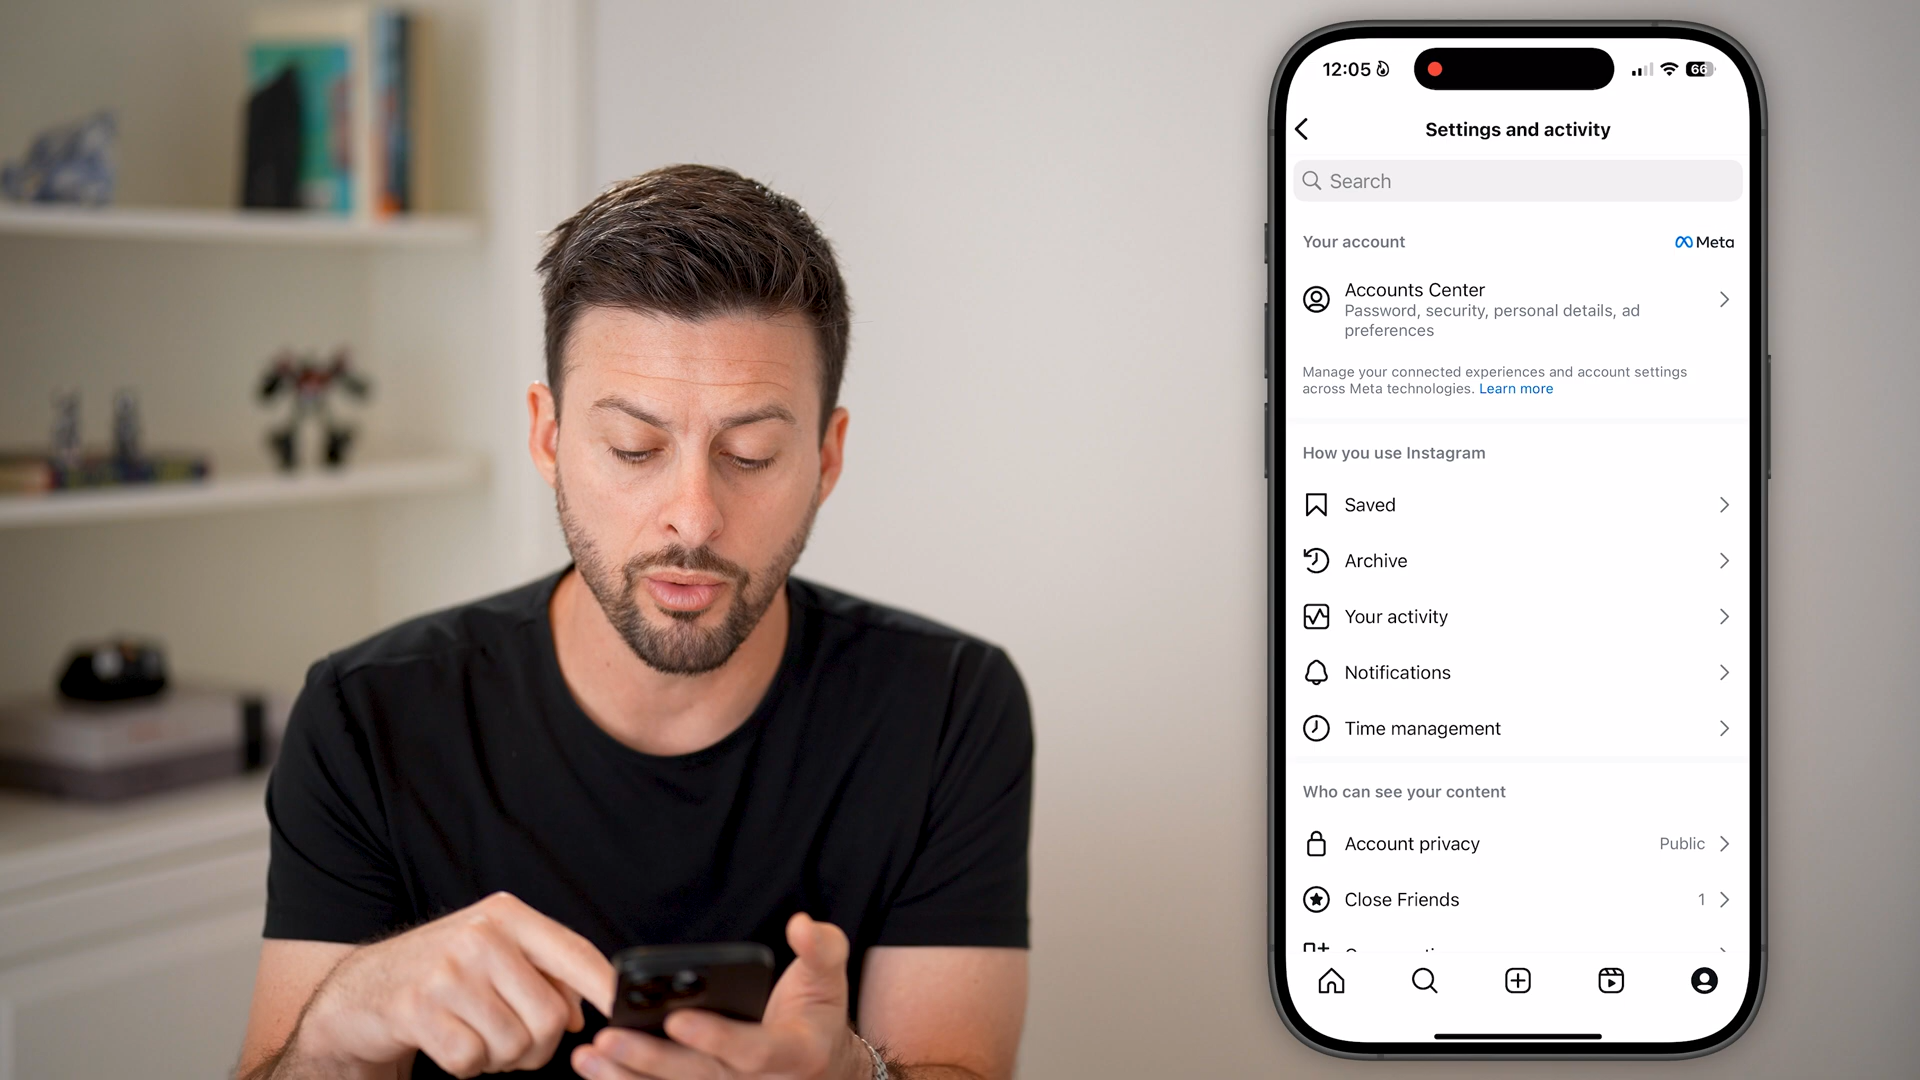 12:05
66
Settings and activity
Search
Your account
Meta
Accounts Center
Password, security, personal details, ad
preferences
Manage your connected experiences and account settings
across Meta technologies. Learn more
How you use Instagram
Saved
Archive
Your activity
Notifications
Time management
Who can see your content
Account privacy
Public
Close Friends
1